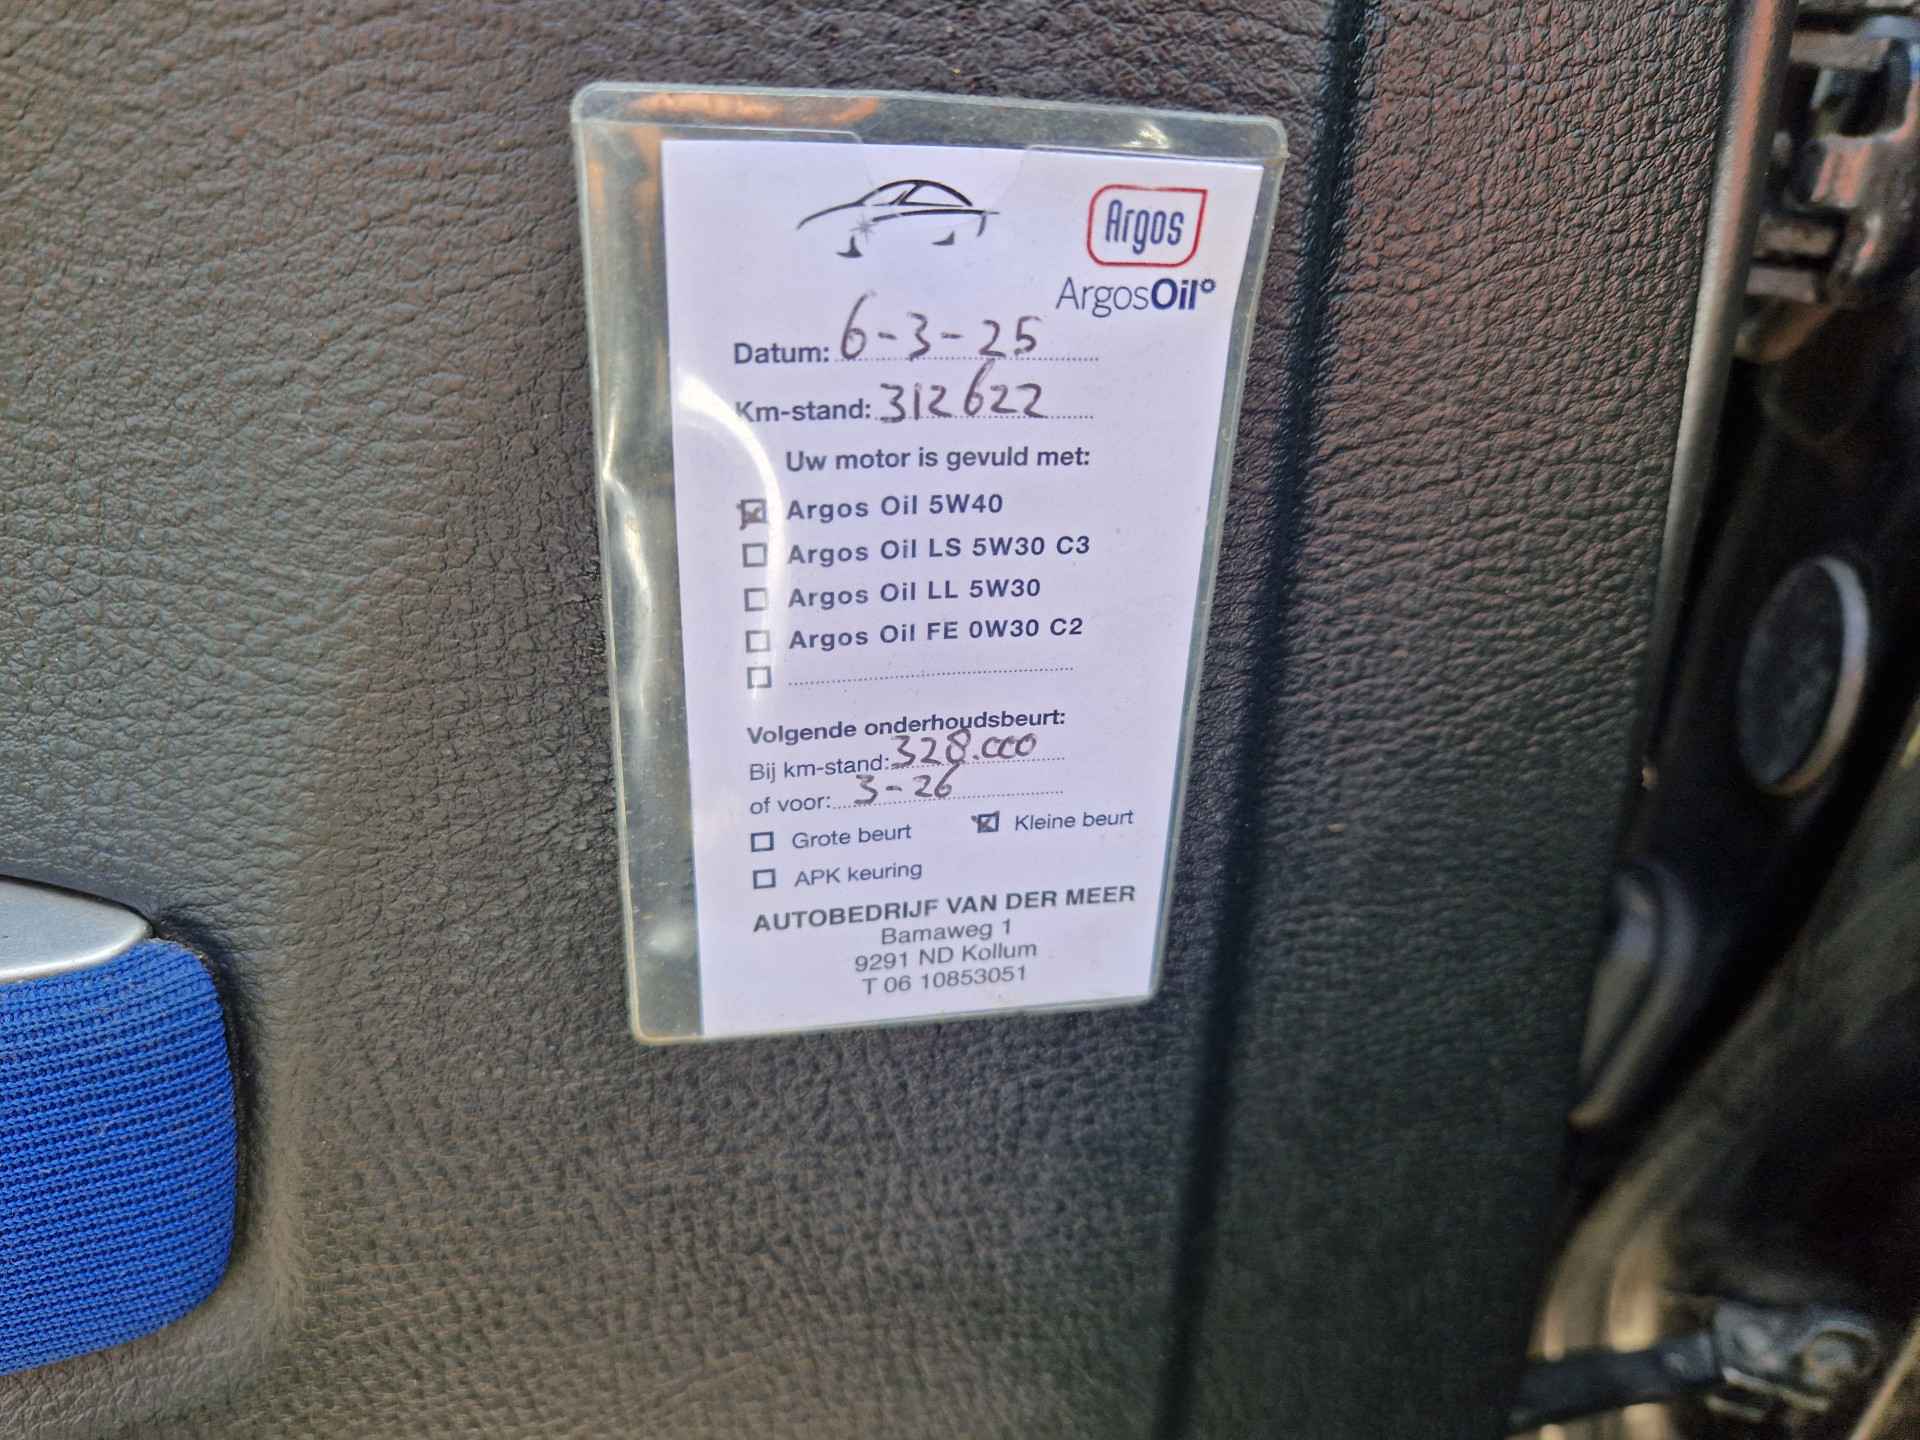 Argos
ArgosOil
Datum: 6-3-25
Km-stand: 312622
Uw motor is gevuld met:
Argos Oil 5W40
Argos Oil LS 5W30 C3
Argos Oil LL 5W30
Argos Oil FE 0W30 C2
Volgende onderhoudsbeurt:
Bij km-stand: 328.000
of voor: 3-26
Grote beurt Kleine beurt
APK keuring
AUTOBEDRIJF VAN DER MEER
Bamaweg 1
9291 ND Kollum
T 06 10853051